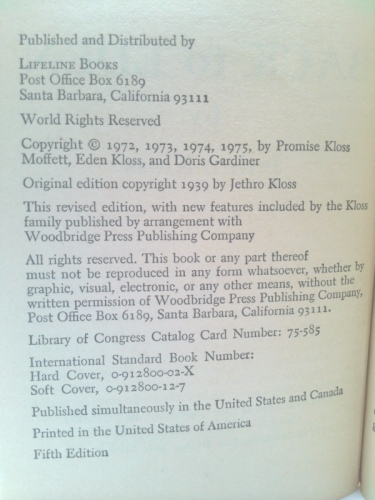 Published and Distributed by
LIFELINE BOOKS
Post Office Box 6189
Santa Barbara, California 93111
World Rights Reserved
Copyright © 1972, 1973, 1974, 1975, by Promise Kloss
Moffett, Eden Kloss, and Doris Gardiner
Original edition copyright 1939 by Jethro Kloss
This revised edition, with new features included by the Kloss
family published by arrangement with
Woodbridge Press Publishing Company
All rights reserved. This book or any part thereof
must not be reproduced in any form whatsoever, whether by
graphic, visual, electronic, or any other means, without the
written permission of Woodbridge Press Publishing Company,
Post Office Box 6189, Santa Barbara, California 93111.
Library of Congress Catalog Card Number: 75-585
International Standard Book Number:
Hard Cover, 0-912800-02-X
Soft Cover, 0-912800-12-7
Published simultaneously in the United States and Canada
Printed in the United States of America
Fifth Edition